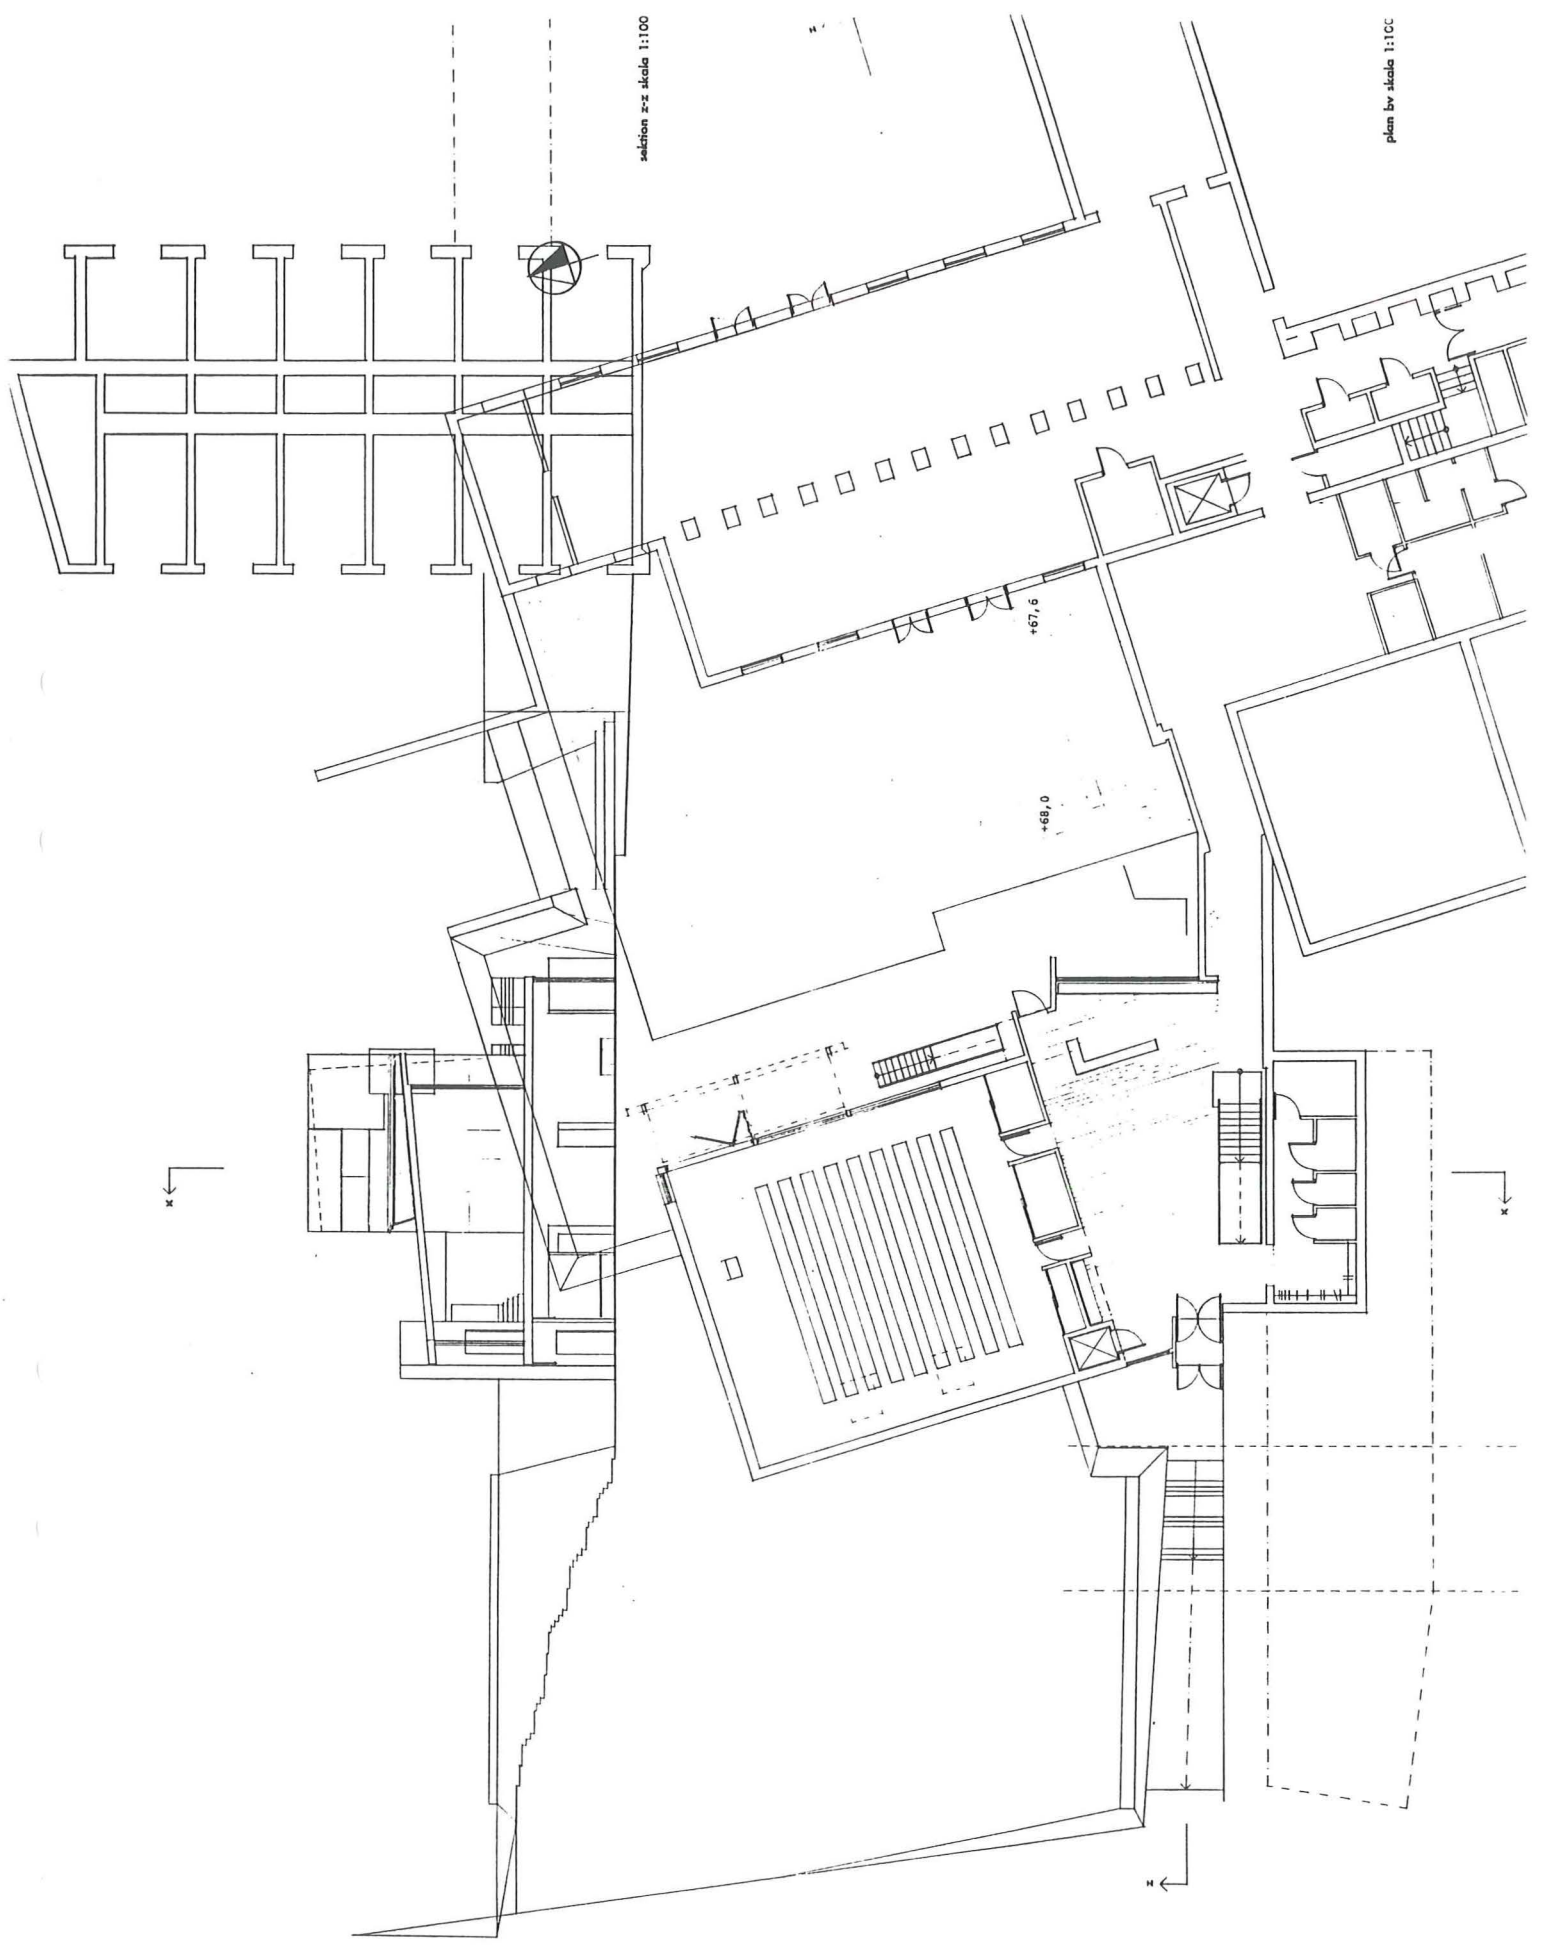 sektion z-z skala 1:100
plan bv skala 1:100
+67,6
+68,0
x
x
z
z